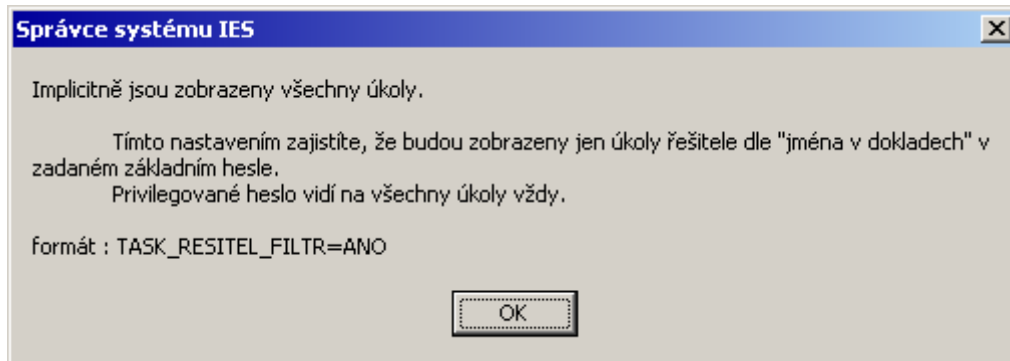 Správce systému IES
Implicitně jsou zobrazeny všechny úkoly.
Tímto nastavením zajistíte, že budou zobrazeny jen úkoly řešitele dle "jména v dokladech" v
zadaném základním hesle.
Privilegované heslo vidí na všechny úkoly vždy.
formát : TASK_RESITEL_FILTR=ANO
OK